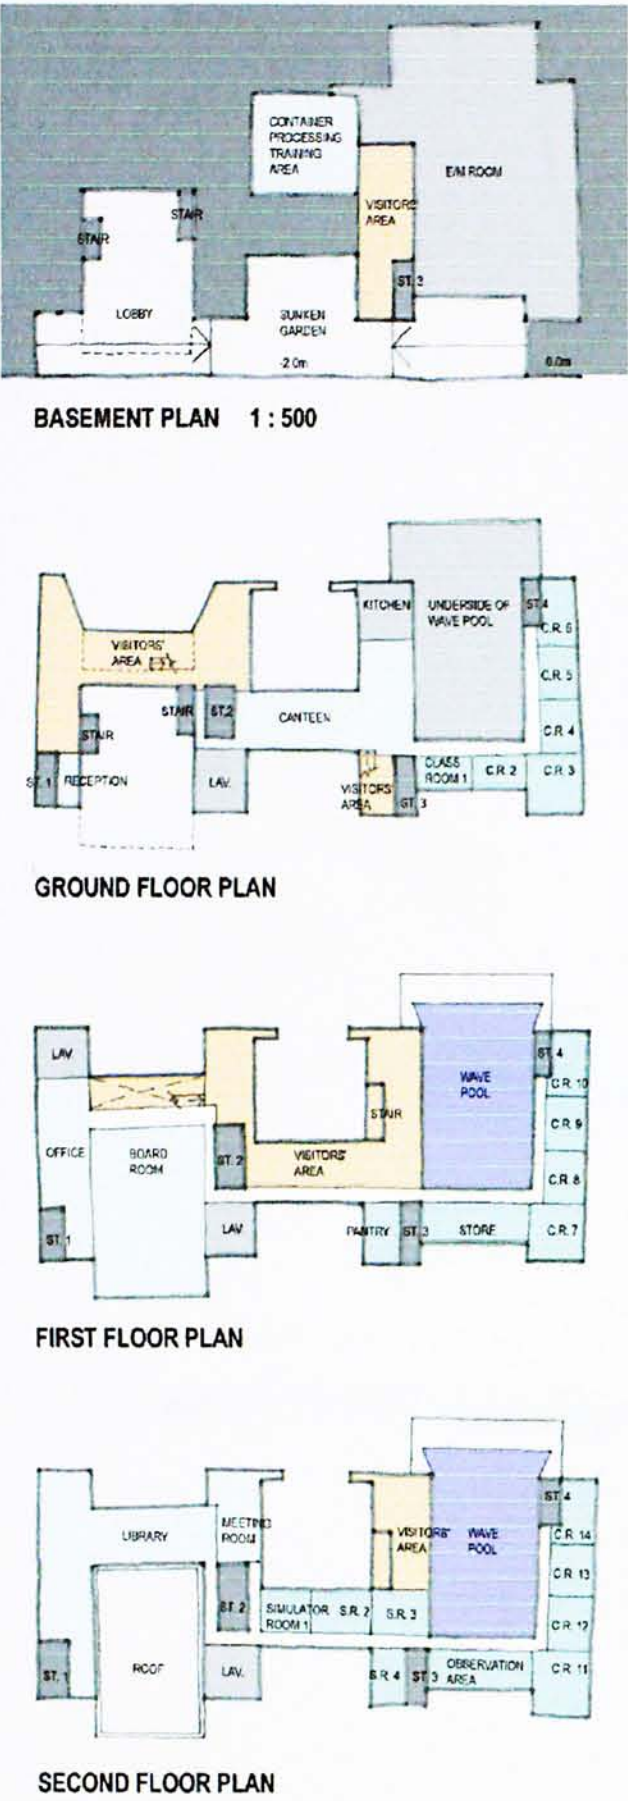 CONTAINER
PROCESSING
TRAINING
AREA
E/M ROOM
VISITORS'
AREA
STAIR
STAIR
ST. 3
LOBBY
SUNKEN
GARDEN
-2.0m
0.0m
BASEMENT PLAN 1 : 500
KITCHEN
UNDERSIDE OF
WAVE POOL
ST. 4
C.R. 6
VISITORS'
AREA
C.R. 5
STAIR
ST.2
CANTEEN
STAIR
C.R. 4
ST. 1
RECEPTION
LAV.
VISITORS'
AREA
ST. 3
CLASS
ROOM 1
C.R. 2
C.R. 3
GROUND FLOOR PLAN
LAV.
ST. 4
WAVE
POOL
C.R. 10
STAIR
C.R. 9
OFFICE
BOARD
ROOM
ST. 2
VISITORS'
AREA
C.R. 8
ST. 1
LAV.
PANTRY
ST. 3
STORE
C.R. 7
FIRST FLOOR PLAN
ST. 4
LIBRARY
MEETING
ROOM
VISITORS'
AREA
WAVE
POOL
C.R. 14
C.R. 13
ST. 2
SIMULATOR
ROOM 1
S.R. 2
S.R. 3
C.R. 12
ST. 1
ROOF
LAV.
S.R. 4
ST. 3
OBSERVATION
AREA
C.R. 11
SECOND FLOOR PLAN